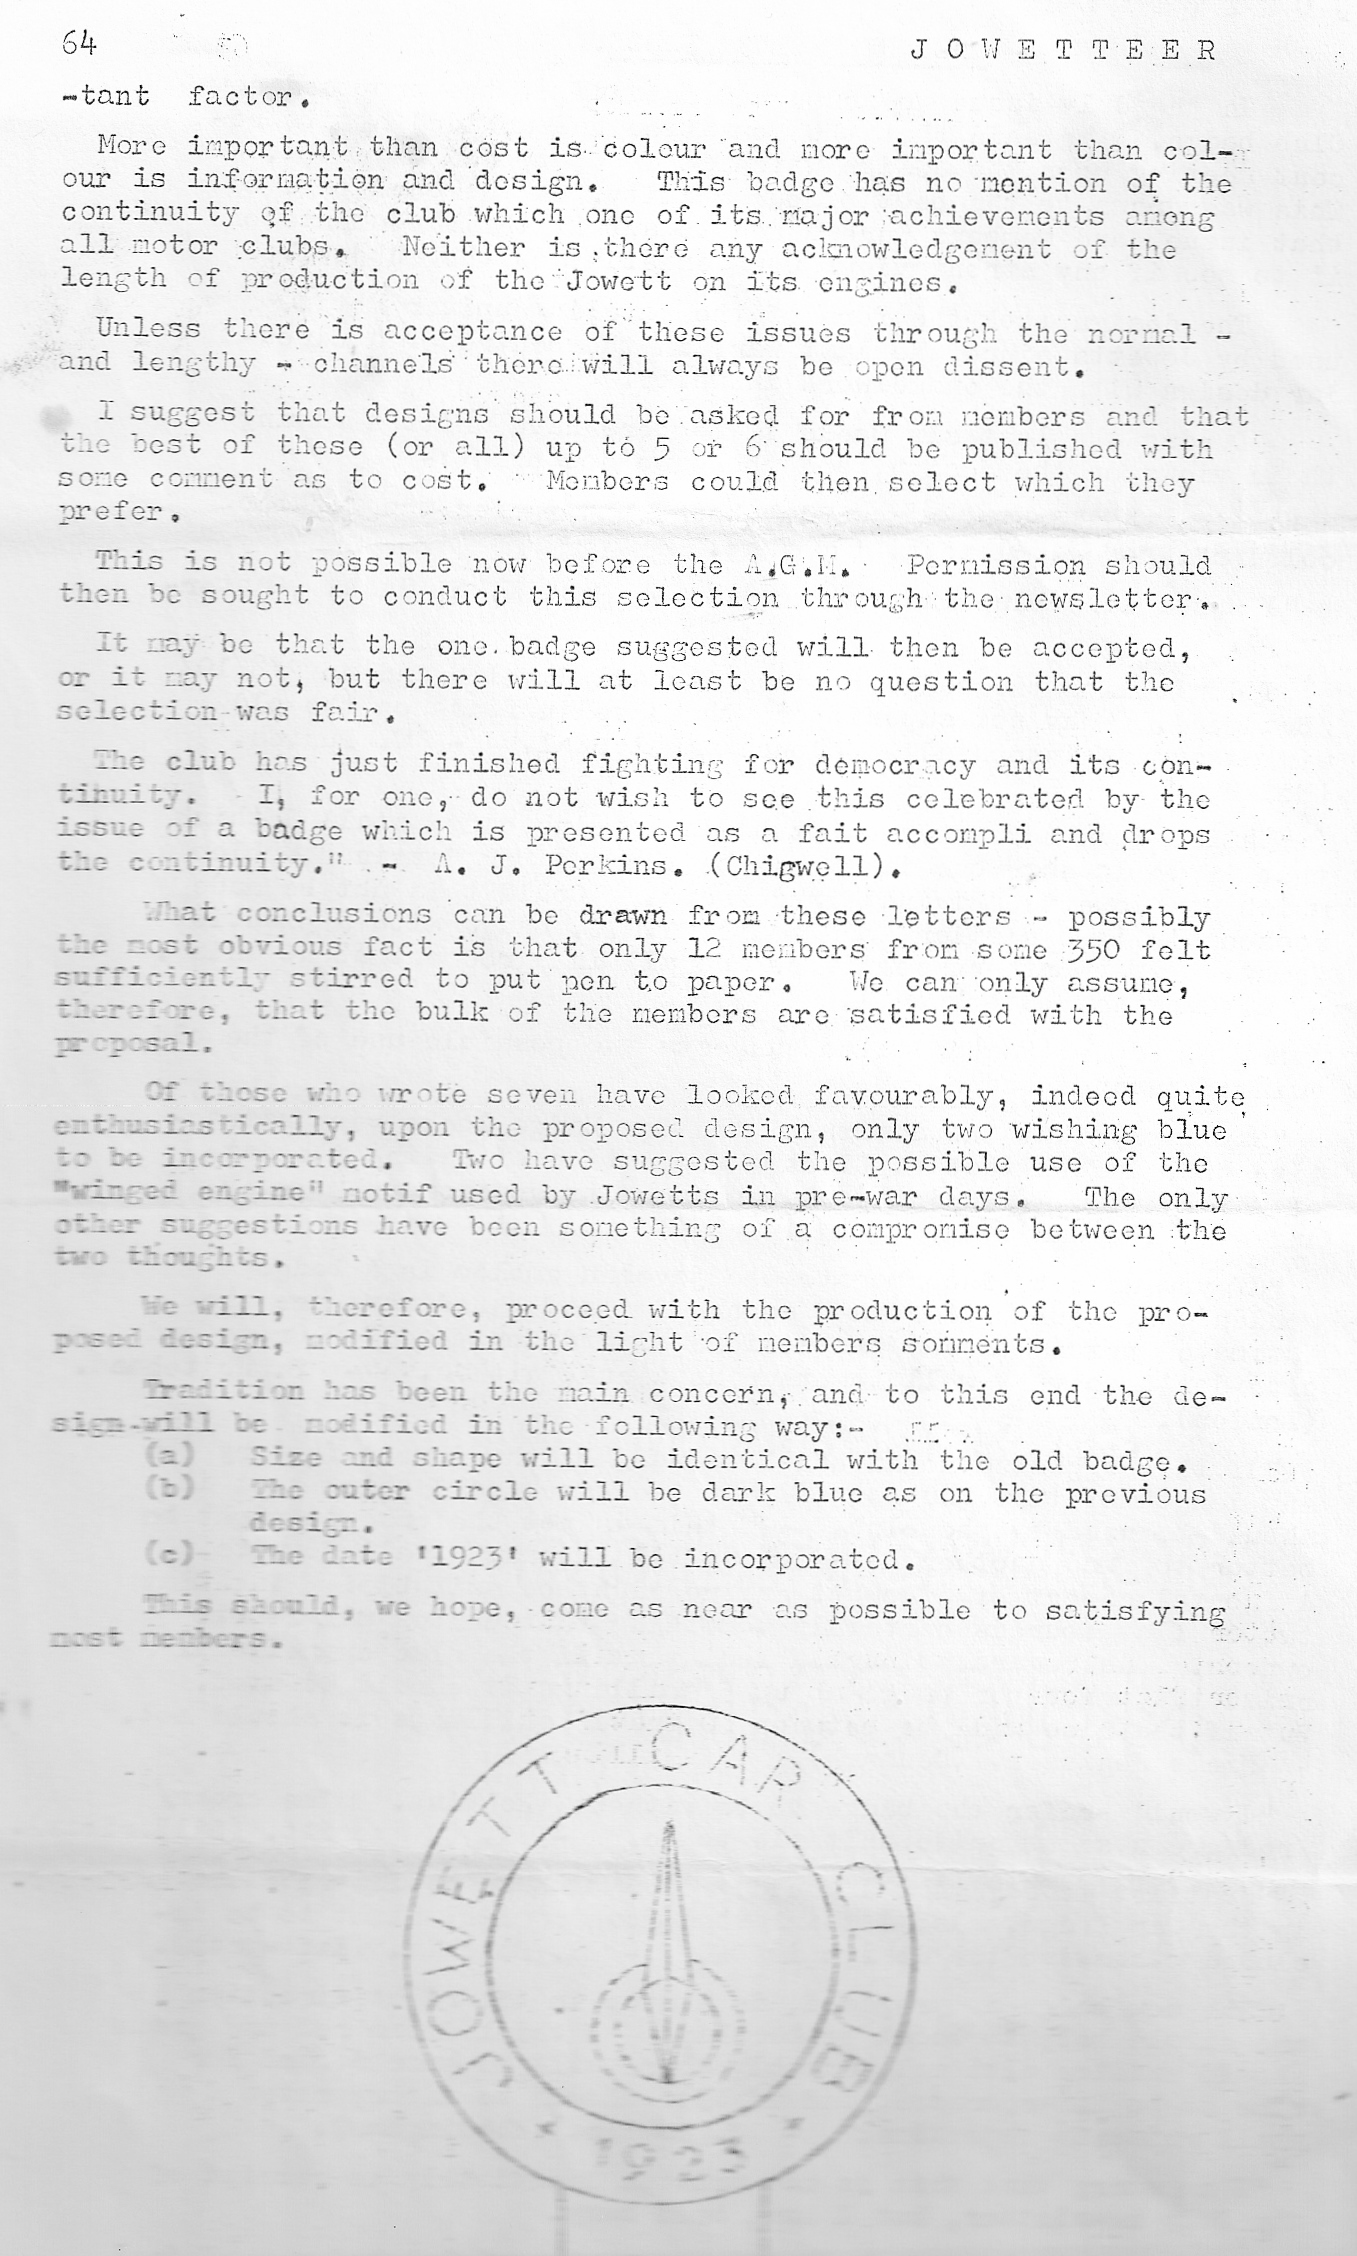 64
J O W E T T E E R
-tant factor.
More important than cost is colour and more important than col-
our is information and design. This badge has no mention of the
continuity of the club which one of its major achievements among
all motor clubs. Neither is there any acknowledgement of the
length of production of the Jowett on its engines.
Unless there is acceptance of these issues through the normal -
and lengthy - channels there will always be open dissent.
I suggest that designs should be asked for from members and that
the best of these (or all) up to 5 or 6 should be published with
some comment as to cost. Members could then select which they
prefer.
This is not possible now before the A.G.M. Permission should
then be sought to conduct this selection through the newsletter.
It may be that the one badge suggested will then be accepted,
or it may not, but there will at least be no question that the
selection was fair.
The club has just finished fighting for democracy and its con-
tinuity. I, for one, do not wish to see this celebrated by the
issue of a badge which is presented as a fait accompli and drops
the continuity." - A. J. Perkins. (Chigwell).
What conclusions can be drawn from these letters - possibly
the most obvious fact is that only 12 members from some 350 felt
sufficiently stirred to put pen to paper. We can only assume,
therefore, that the bulk of the members are satisfied with the
proposal.
Of those who wrote seven have looked favourably, indeed quite
enthusiastically, upon the proposed design, only two wishing blue
to be incorporated. Two have suggested the possible use of the
"winged engine" motif used by Jowetts in pre-war days. The only
other suggestions have been something of a compromise between the
two thoughts.
We will, therefore, proceed with the production of the pro-
posed design, modified in the light of members somments.
Tradition has been the main concern, and to this end the de-
sign will be modified in the following way:-
(a) Size and shape will be identical with the old badge.
(b) The outer circle will be dark blue as on the previous
design.
(c) The date '1923' will be incorporated.
This should, we hope, come as near as possible to satisfying
most members.
JOWETT CAR CLUB
1923